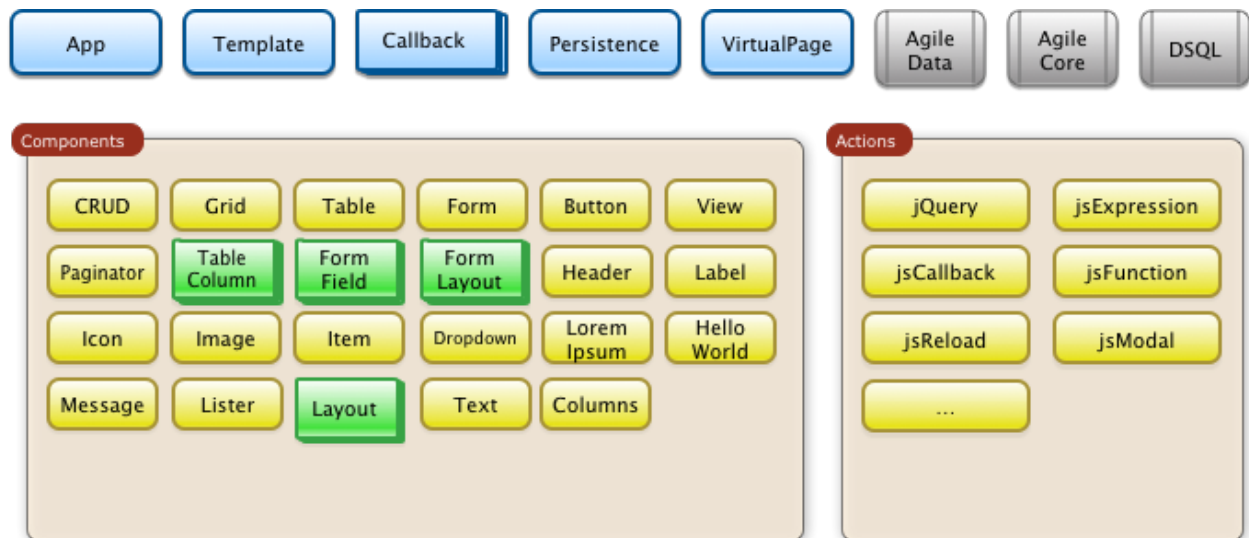 App
Template
Callback
Persistence
VirtualPage
Agile
Data
Agile
Core
DSQL
Components
CRUD
Grid
Table
Form
Button
View
Paginator
Table
Column
Form
Field
Form
Layout
Header
Label
Icon
Image
Item
Dropdown
Lorem
Ipsum
Hello
World
Message
Lister
Layout
Text
Columns
Actions
jQuery
jsExpression
jsCallback
jsFunction
jsReload
jsModal
...